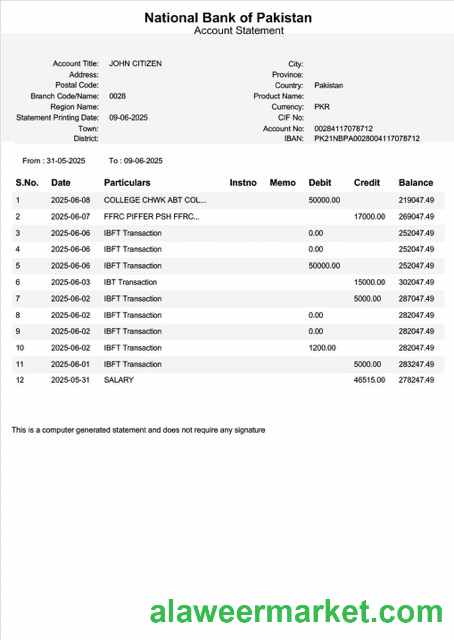 National Bank of Pakistan
Account Statement
Account Title: JOHN CITIZEN City:
Address: Province:
Postal Code: Country: Pakistan
Branch Code/Name: 0028 Product Name:
Region Name: Currency: PKR
Statement Printing Date: 09-06-2025 C/F No:
Town: Account No: 00284117078712
District: IBAN: PK21NBPA0028004117078712
From : 31-05-2025 To : 09-06-2025
S.No. Date Particulars Instno Memo Debit Credit Balance
1 2025-06-08 COLLEGE CHWK ABT COL... 50000.00 219047.49
2 2025-06-07 FFRC PIFFER PSH FFRC... 17000.00 269047.49
3 2025-06-06 IBFT Transaction 0.00 252047.49
4 2025-06-06 IBFT Transaction 0.00 252047.49
5 2025-06-06 IBFT Transaction 50000.00 252047.49
6 2025-06-03 IBT Transaction 15000.00 302047.49
7 2025-06-02 IBFT Transaction 5000.00 287047.49
8 2025-06-02 IBFT Transaction 0.00 282047.49
9 2025-06-02 IBFT Transaction 0.00 282047.49
10 2025-06-02 IBFT Transaction 1200.00 282047.49
11 2025-06-01 IBFT Transaction 5000.00 283247.49
12 2025-05-31 SALARY 46515.00 278247.49
This is a computer generated statement and does not require any signature
alaweermarket.com